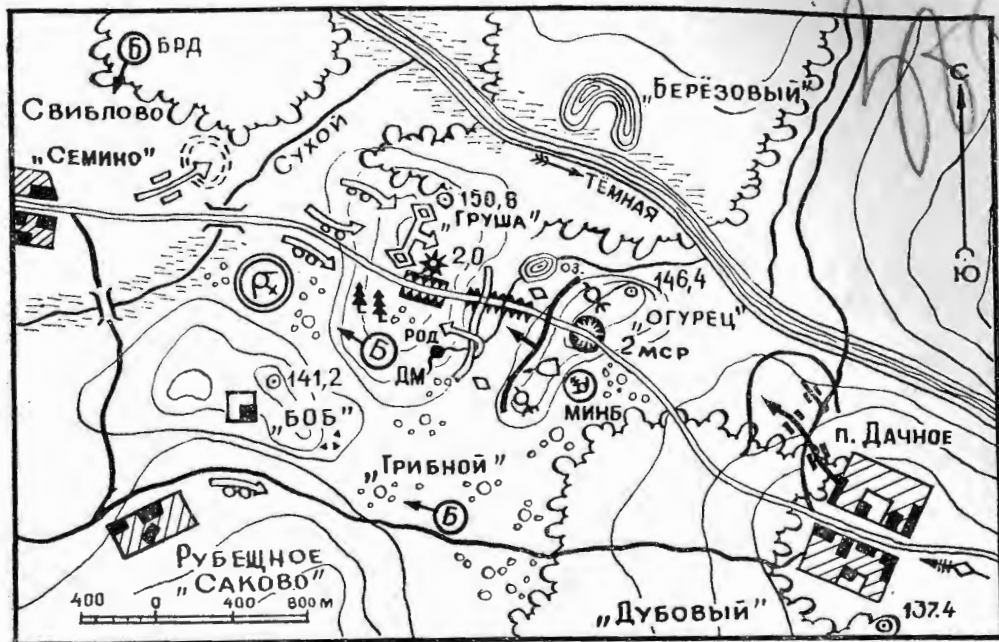 Б БРД
СВИБЛОВО
„СЕМИНО"
СУХОЙ
„БЕРЁЗОВЫЙ"
С
Ю
ТЁМНАЯ
150,8
„ГРУША"
2,0
ОЗ.
146,4
„ОГУРЕЦ"
2 МСР
РОД
Б
ДМ
МИНБ
141,2
„БОБ"
п. ДАЧНОЕ
„ГРИБНОЙ"
Б
РУБЕЩНОЕ
„САКОВО"
400 0 400 800 м
„ДУБОВЫЙ"
137.4